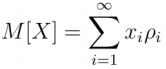 M[X] = \sum_{i=1}^{\infty} x_i \rho_i